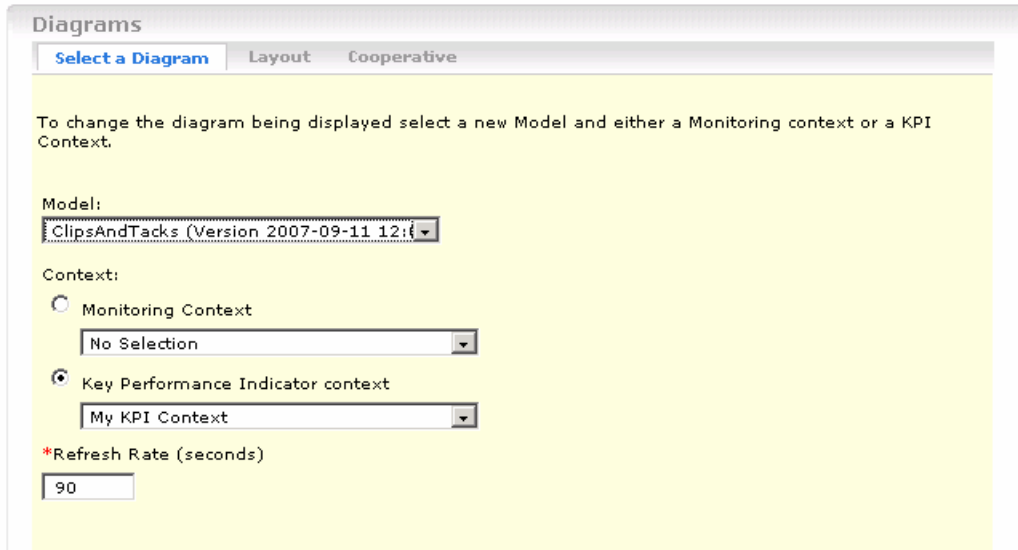 Diagrams
Select a Diagram Layout Cooperative
To change the diagram being displayed select a new Model and either a Monitoring context or a KPI
Context.
Model:
ClipsAndTacks (Version 2007-09-11 12:
Context:
Monitoring Context
No Selection
Key Performance Indicator context
My KPI Context
*Refresh Rate (seconds)
90